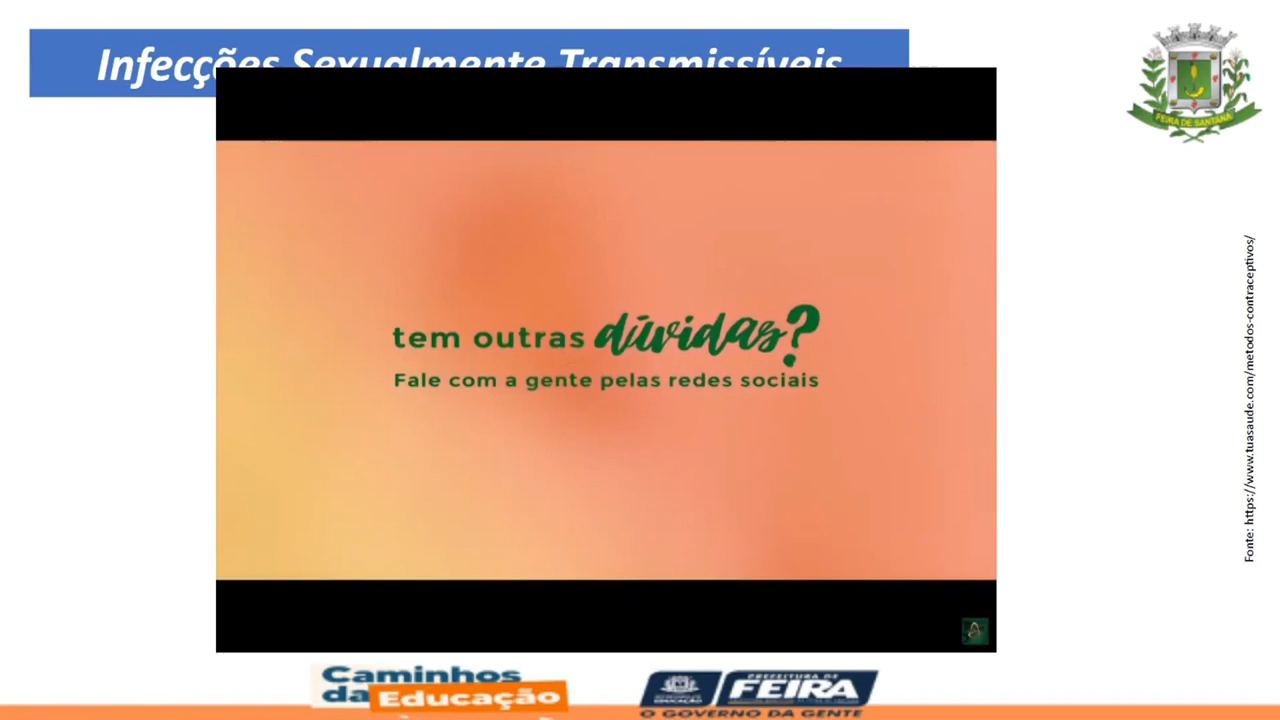 Infecções Sexualmente Transmissíveis
FEIRA DE SANTANA
tem outras dúvidas?
Fale com a gente pelas redes sociais
Fonte: https://www.tuasaude.com/metodos-contraceptivos/
Caminhos
da Educação
PREFEITURA DE
FEIRA
O GOVERNO DA GENTE